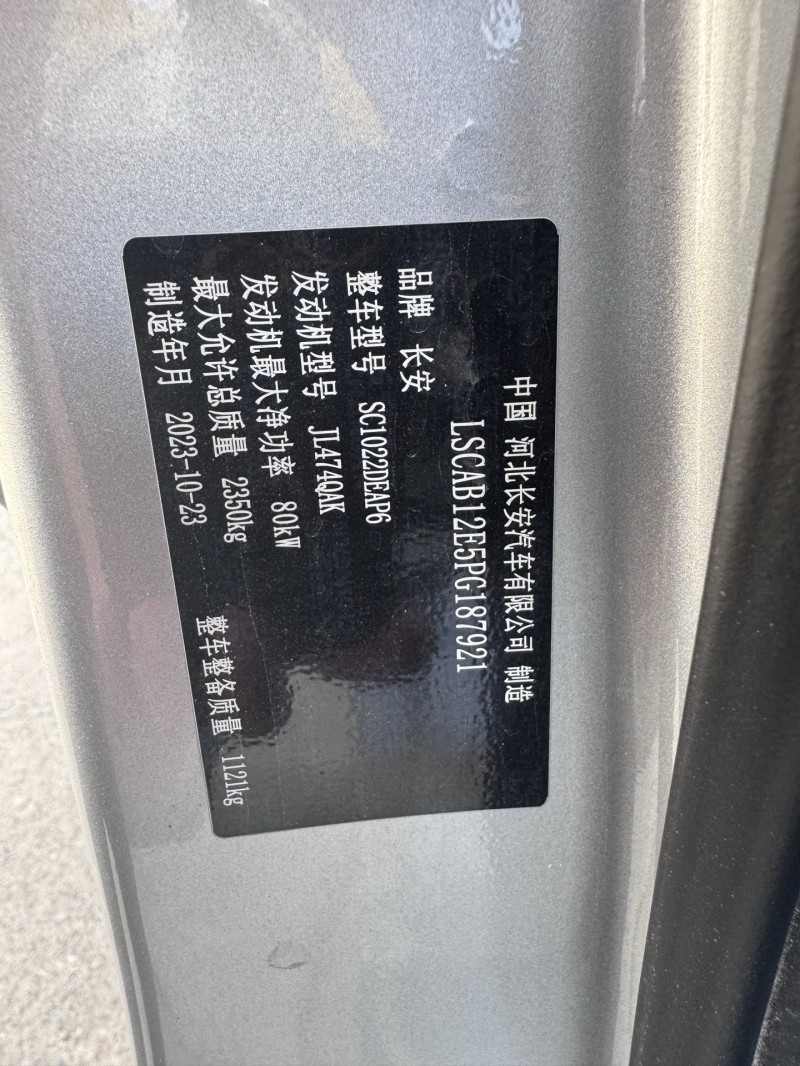 中国 河北长安汽车有限公司 制造
LSCAB12E5PG187921
品牌 长安
整车型号 SC1022DEAP6
发动机型号 JL474QAK
发动机最大净功率 80kW
最大允许总质量 2350kg 整车整备质量 1121kg
制造年月 2023-10-23